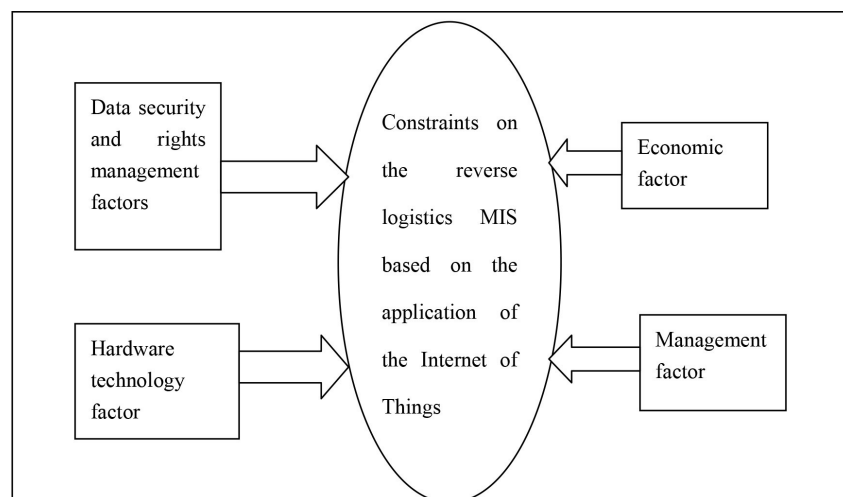 Data security
and rights
management
factors
Hardware
technology
factor
Constraints on
the reverse
logistics MIS
based on the
application of
the Internet of
Things
Economic
factor
Management
factor